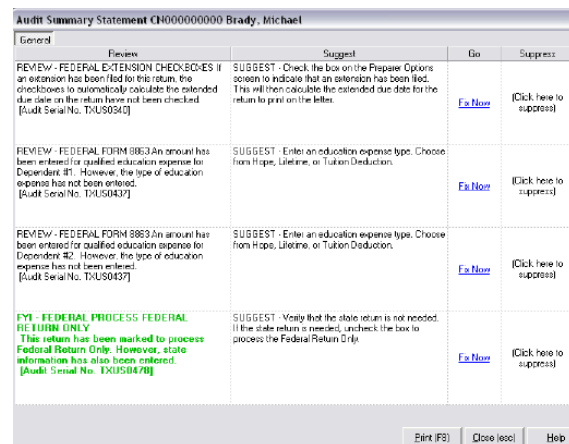 Audit Summary Statement CN000000000 Brady, Michael
General
Review Suggest Go Suppress
REVIEW - FEDERAL EXTENSION CHECKBOXES If
an extension has been filed for this return, the
checkboxes to automatically calculate the extended
due date on the return have not been checked.
[Audit Serial No. TXUS0340]
SUGGEST - Check the box on the Preparer Options
screen to indicate that an extension has been filed.
This will then calculate the extended due date for the
return to print on the letter.
Fix Now
(Click here to
suppress)
REVIEW - FEDERAL FORM 8863 An amount has
been entered for qualified education expense for
Dependent #1. However, the type of education
expense has not been entered.
[Audit Serial No. TXUS0437]
SUGGEST - Enter an education expense type. Choose
from Hope, Lifetime, or Tuition Deduction.
Fix Now
(Click here to
suppress)
REVIEW - FEDERAL FORM 8863 An amount has
been entered for qualified education expense for
Dependent #2. However, the type of education
expense has not been entered.
[Audit Serial No. TXUS0437]
SUGGEST - Enter an education expense type. Choose
from Hope, Lifetime, or Tuition Deduction.
Fix Now
(Click here to
suppress)
FYI - FEDERAL PROCESS FEDERAL
RETURN ONLY
This return has been marked to process
Federal Return Only. However, state
information has also been entered.
[Audit Serial No. TXUS0478]
SUGGEST - Verify that the state return is not needed.
If the state return is needed, uncheck the box to
process the Federal Return Only.
Fix Now
(Click here to
suppress)
Print (F8) Close (esc) Help